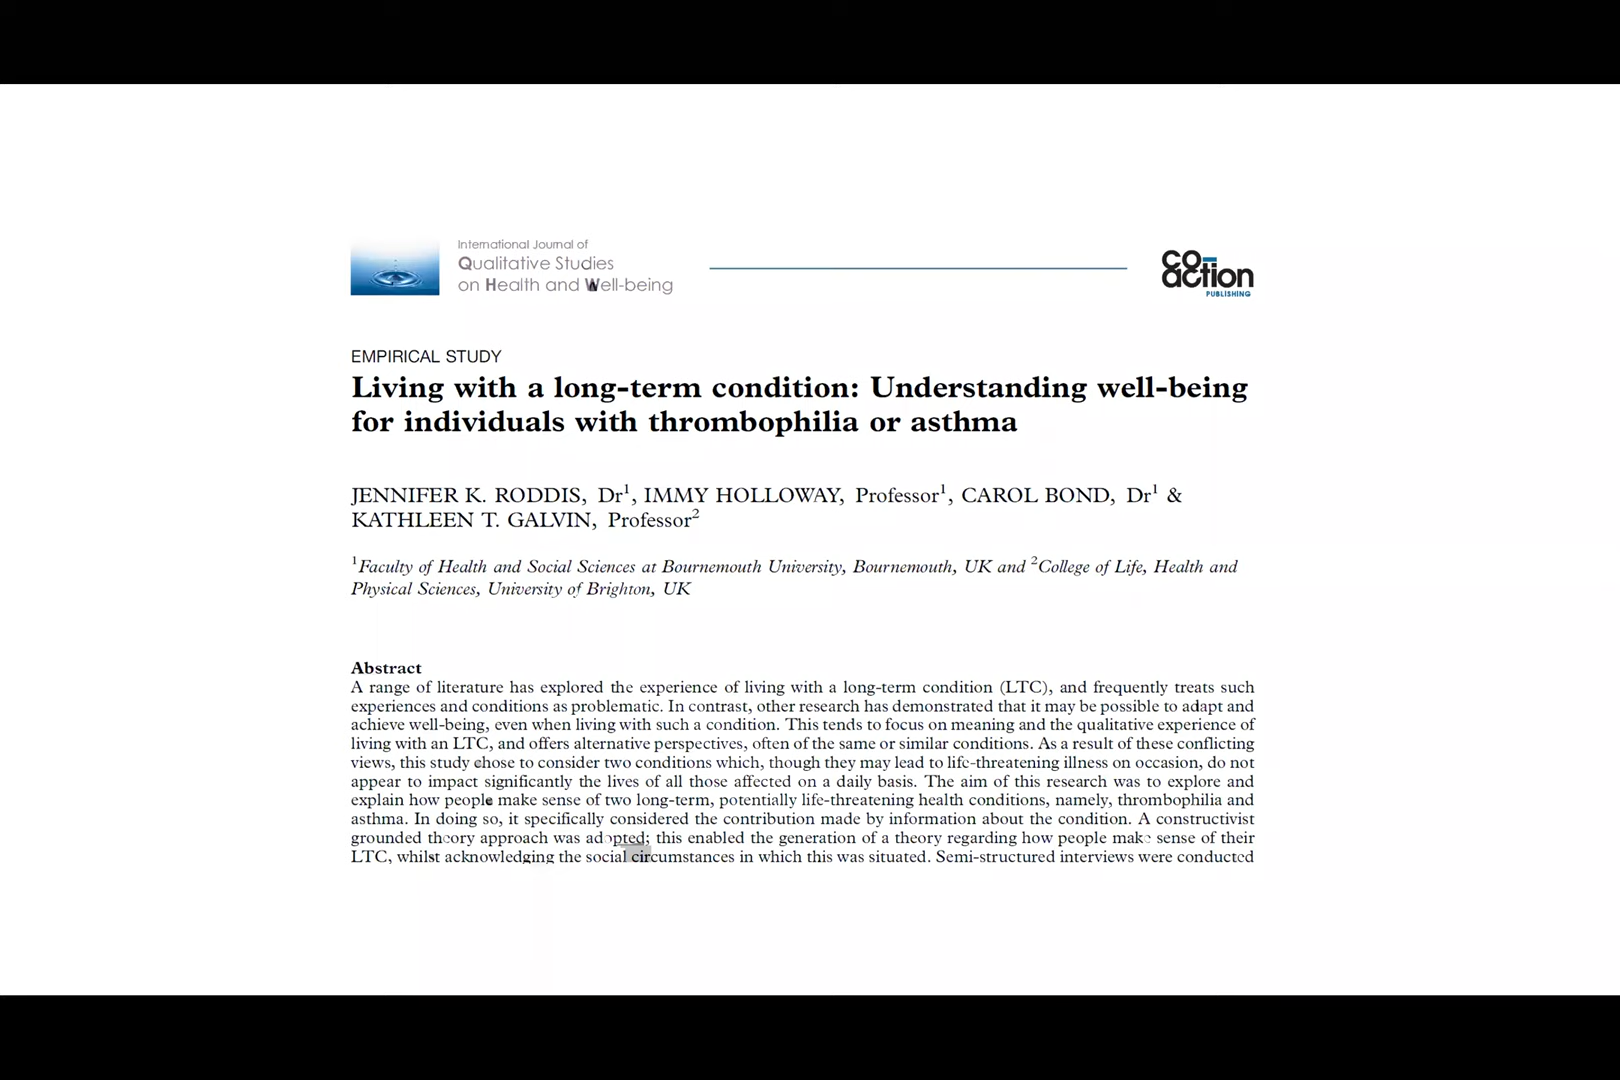 International Journal of
Qualitative Studies
on Health and Well-being
co-
action
PUBLISHING
EMPIRICAL STUDY
Living with a long-term condition: Understanding well-being
for individuals with thrombophilia or asthma
JENNIFER K. RODDIS, Dr1, IMMY HOLLOWAY, Professor1, CAROL BOND, Dr1 &
KATHLEEN T. GALVIN, Professor2
1Faculty of Health and Social Sciences at Bournemouth University, Bournemouth, UK and 2College of Life, Health and
Physical Sciences, University of Brighton, UK
Abstract
A range of literature has explored the experience of living with a long-term condition (LTC), and frequently treats such
experiences and conditions as problematic. In contrast, other research has demonstrated that it may be possible to adapt and
achieve well-being, even when living with such a condition. This tends to focus on meaning and the qualitative experience of
living with an LTC, and offers alternative perspectives, often of the same or similar conditions. As a result of these conflicting
views, this study chose to consider two conditions which, though they may lead to life-threatening illness on occasion, do not
appear to impact significantly the lives of all those affected on a daily basis. The aim of this research was to explore and
explain how people make sense of two long-term, potentially life-threatening health conditions, namely, thrombophilia and
asthma. In doing so, it specifically considered the contribution made by information about the condition. A constructivist
grounded theory approach was adopted; this enabled the generation of a theory regarding how people make sense of their
LTC, whilst acknowledging the social circumstances in which this was situated. Semi-structured interviews were conducted